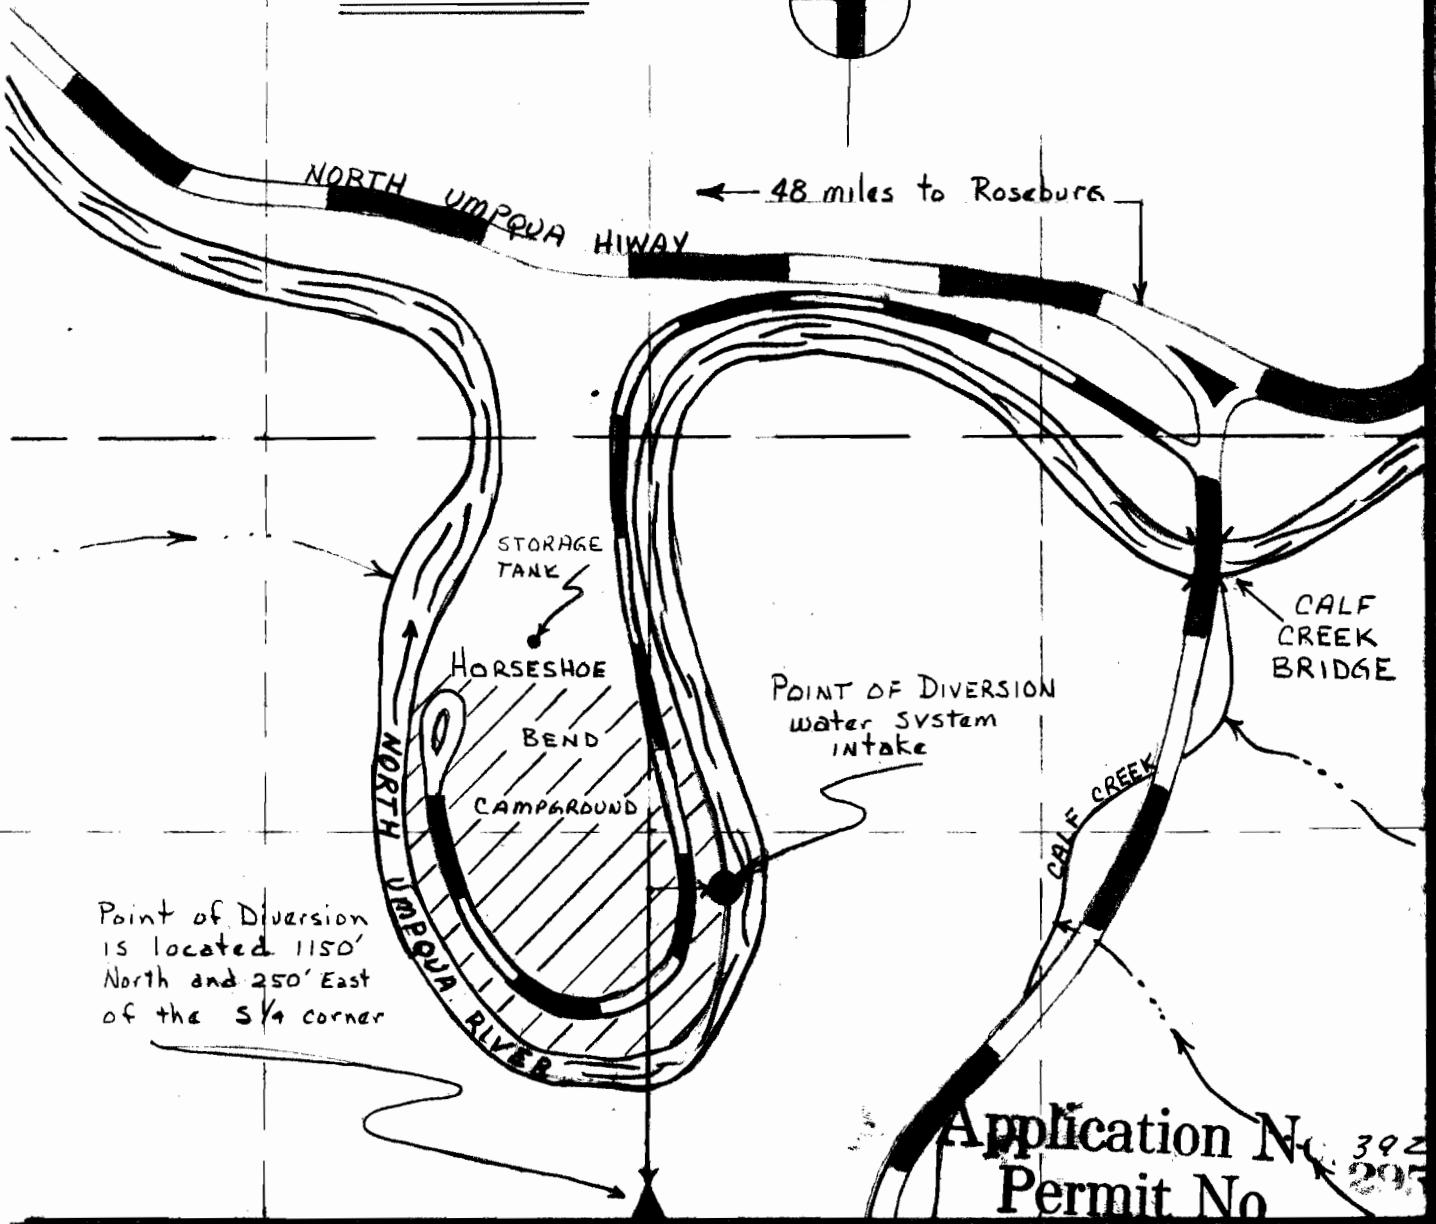 NORTH UMPQUA HIWAY
48 miles to Roseburg
STORAGE
TANK
HORSESHOE
BEND
CAMPGROUND
POINT OF DIVERSION
water system
intake
CALF
CREEK
BRIDGE
CALF CREEK
NORTH UMPQUA RIVER
Point of Diversion
is located 1150'
North and 250' East
of the S 1/4 corner
Application No. 392
Permit No